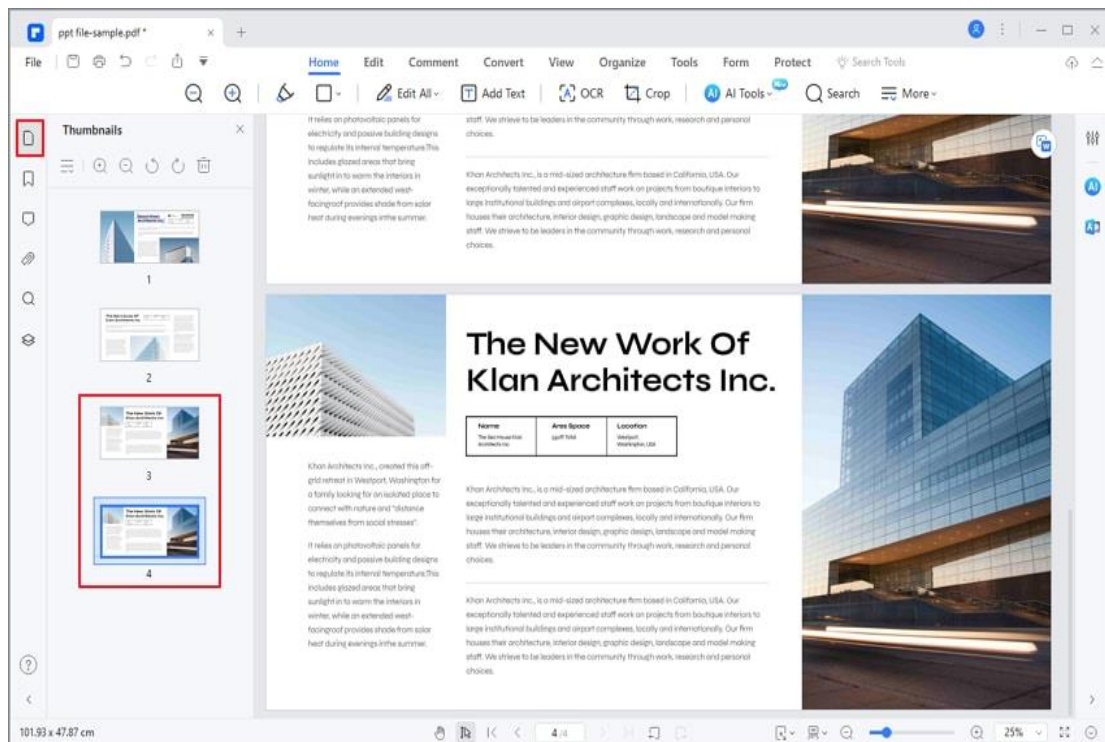 ppt file-sample.pdf *
File
Home Edit Comment Convert View Organize Tools Form Protect Search Tools
Edit All Add Text OCR Crop AI Tools Search More
Thumbnails
1
2
3
4
It relies on photovoltaic panels for
electricity and passive building designs
to regulate its internal temperature.This
includes glazed areas that bring
sunlight in to warm the interiors in
winter, while an extended west-
facingroof provides shade from solar
heat during evenings inthe summer.
staff. We strieve to be leaders in the community through work, research and personal
choices.
Khan Architects Inc., is a mid-sized architecture firm based in California, USA. Our
exceptionally talented and experienced staff work on projects from boutique interiors to
large institutional buildings and airport complexes, locally and internationally. Our firm
houses their architecture, interior design, graphic design, landscape and model making
staff. We strieve to be leaders in the community through work, research and personal
choices.
The New Work Of
Klan Architects Inc.
Name
The Sec House Klan
Architects Inc
Area Space
Location
Westport,
Washington, USA
Khan Architects Inc., created this off-
grid retreat in Westport, Washington for
a family looking for an isolated place to
connect with nature and "distance
themselves from social stresses".
It relies on photovoltaic panels for
electricity and passive building designs
to regulate its internal temperature.This
includes glazed areas that bring
sunlight in to warm the interiors in
winter, while an extended west-
facingroof provides shade from solar
heat during evenings inthe summer.
Khan Architects Inc., is a mid-sized architecture firm based in California, USA. Our
exceptionally talented and experienced staff work on projects from boutique interiors to
large institutional buildings and airport complexes, locally and internationally. Our firm
houses their architecture, interior design, graphic design, landscape and model making
staff. We strieve to be leaders in the community through work, research and personal
choices.
Khan Architects Inc., is a mid-sized architecture firm based in California, USA. Our
exceptionally talented and experienced staff work on projects from boutique interiors to
large institutional buildings and airport complexes, locally and internationally. Our firm
houses their architecture, interior design, graphic design, landscape and model making
staff. We strieve to be leaders in the community through work, research and personal
choices.
101.93 x 47.87 cm
4 /4
25%